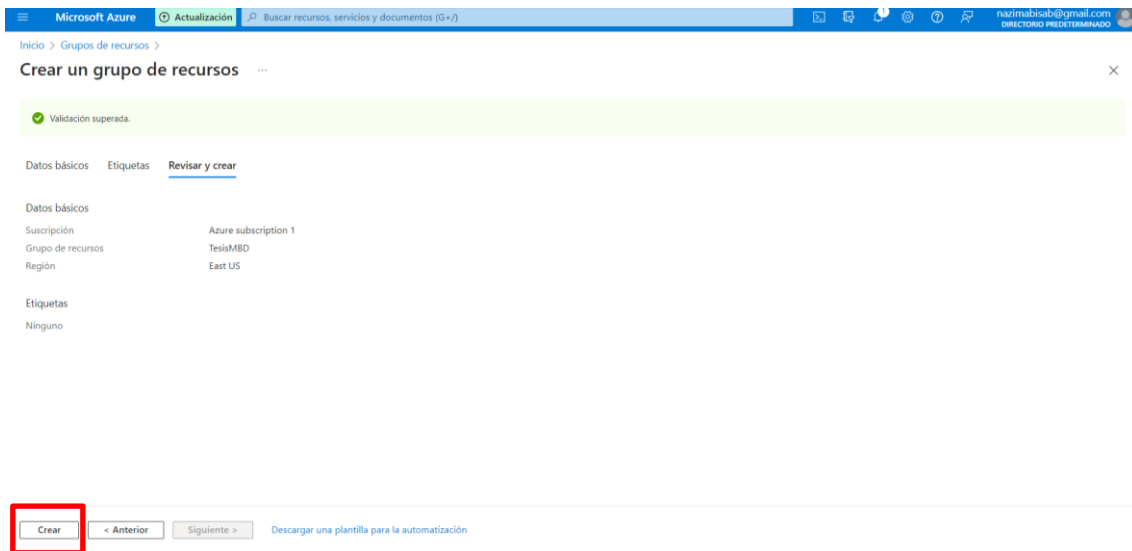 Microsoft Azure Actualización Buscar recursos, servicios y documentos (G+/) 1 nazimabisab@gmail.com
DIRECTORIO PREDETERMINADO
Inicio > Grupos de recursos >
Crear un grupo de recursos ...
Validación superada.
Datos básicos Etiquetas Revisar y crear
Datos básicos
Suscripción Azure subscription 1
Grupo de recursos TesisMBD
Región East US
Etiquetas
Ninguno
Crear < Anterior Siguiente > Descargar una plantilla para la automatización